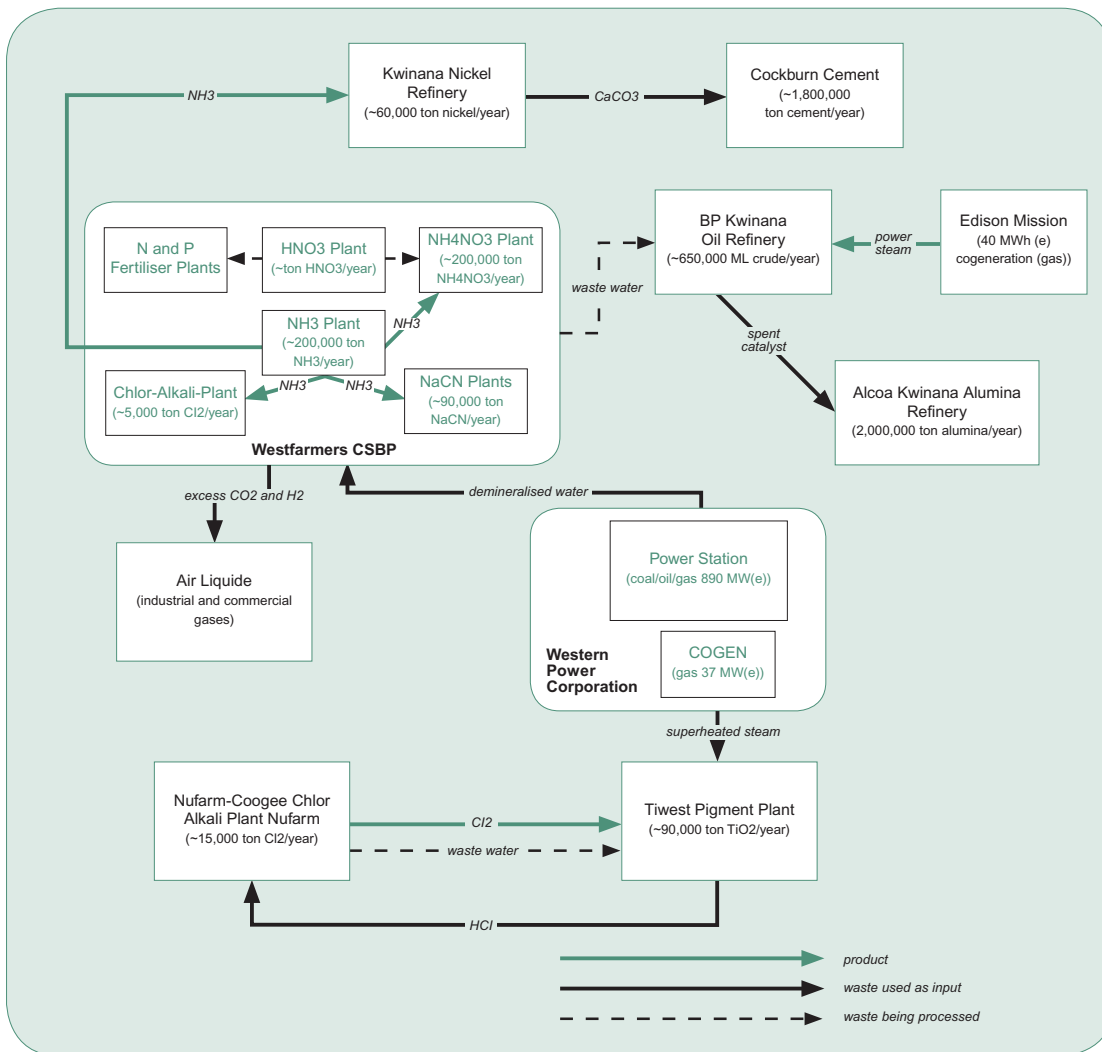 Kwinana Nickel
Refinery
(~60,000 ton nickel/year)
Cockburn Cement
(~1,800,000
ton cement/year)
NH3
CaCO3
N and P
Fertiliser Plants
HNO3 Plant
(~ton HNO3/year)
NH4NO3 Plant
(~200,000 ton
NH4NO3/year)
BP Kwinana
Oil Refinery
(~650,000 ML crude/year)
power
steam
Edison Mission
(40 MWh (e)
cogeneration (gas))
waste water
NH3 Plant
(~200,000 ton
NH3/year)
NH3
spent
catalyst
Chlor-Alkali-Plant
(~5,000 ton Cl2/year)
NH3
NH3
NaCN Plants
(~90,000 ton
NaCN/year)
Alcoa Kwinana Alumina
Refinery
(2,000,000 ton alumina/year)
Westfarmers CSBP
excess CO2 and H2
demineralised water
Air Liquide
(industrial and commercial
gases)
Power Station
(coal/oil/gas 890 MW(e))
Western
Power
Corporation
COGEN
(gas 37 MW(e))
superheated steam
Nufarm-Coogee Chlor
Alkali Plant Nufarm
(~15,000 ton Cl2/year)
Cl2
waste water
Tiwest Pigment Plant
(~90,000 ton TiO2/year)
HCl
product
waste used as input
waste being processed